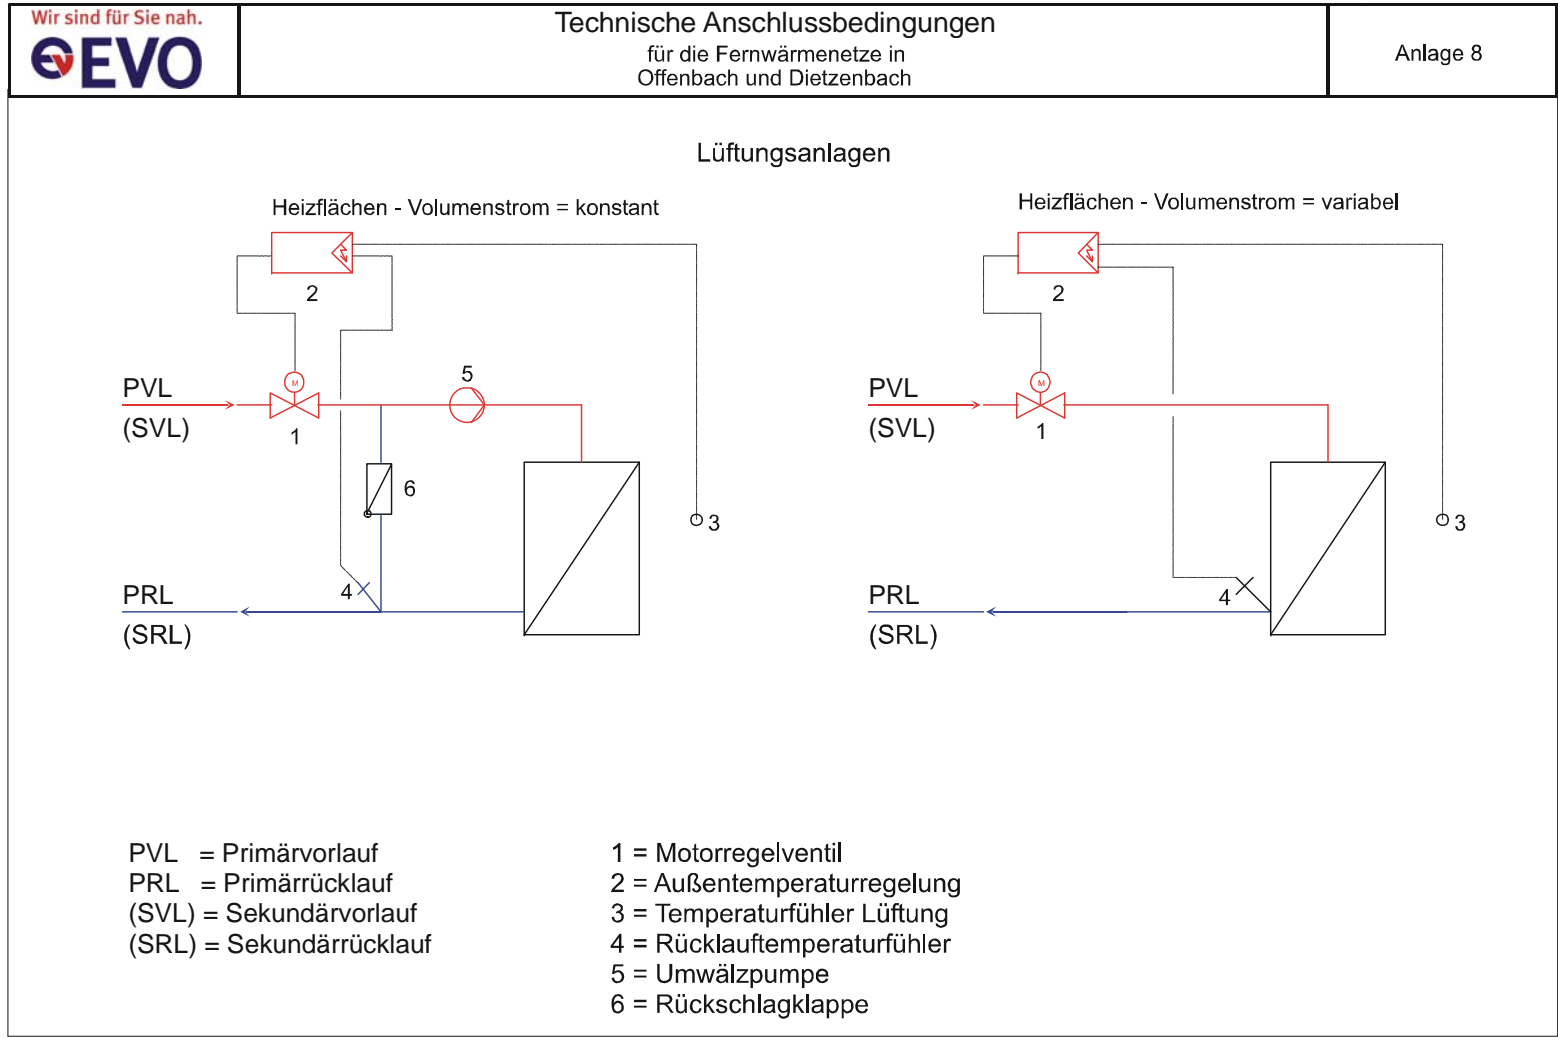 Wir sind für Sie nah.
EVO
Technische Anschlussbedingungen
für die Fernwärmenetze in
Offenbach und Dietzenbach
Anlage 8
Lüftungsanlagen
Heizflächen - Volumenstrom = konstant
2
M
PVL
(SVL)
1
5
6
3
4
PRL
(SRL)
Heizflächen - Volumenstrom = variabel
2
M
PVL
(SVL)
1
3
4
PRL
(SRL)
PVL = Primärvorlauf
PRL = Primärrücklauf
(SVL) = Sekundärvorlauf
(SRL) = Sekundärrücklauf
1 = Motorregelventil
2 = Außentemperaturregelung
3 = Temperaturfühler Lüftung
4 = Rücklauftemperaturfühler
5 = Umwälzpumpe
6 = Rückschlagklappe